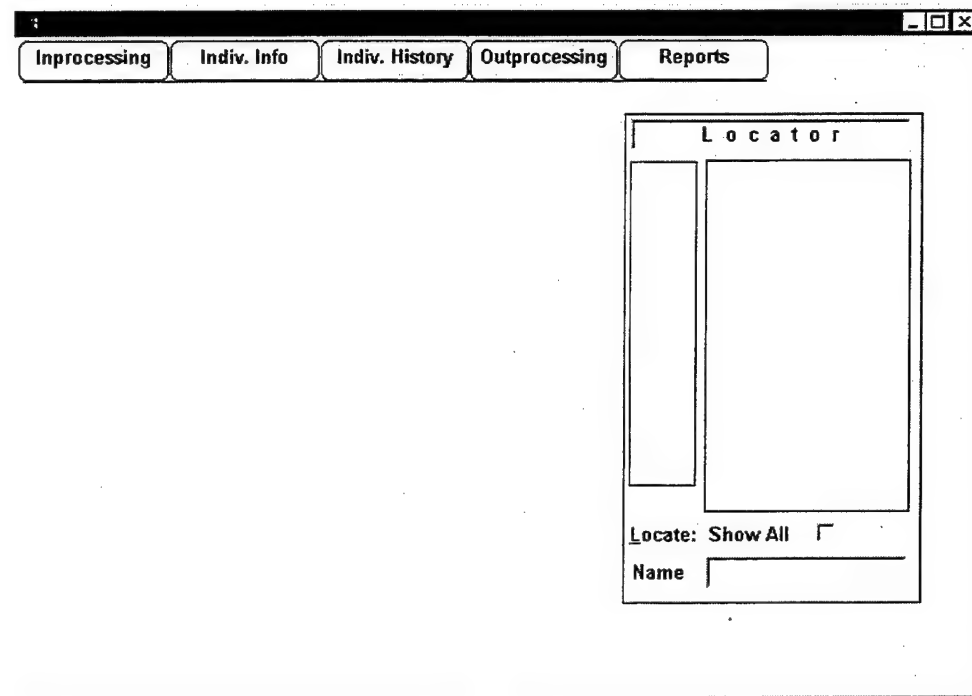 Inprocessing Indiv. Info Indiv. History Outprocessing Reports
Locator
Locate: Show All
Name